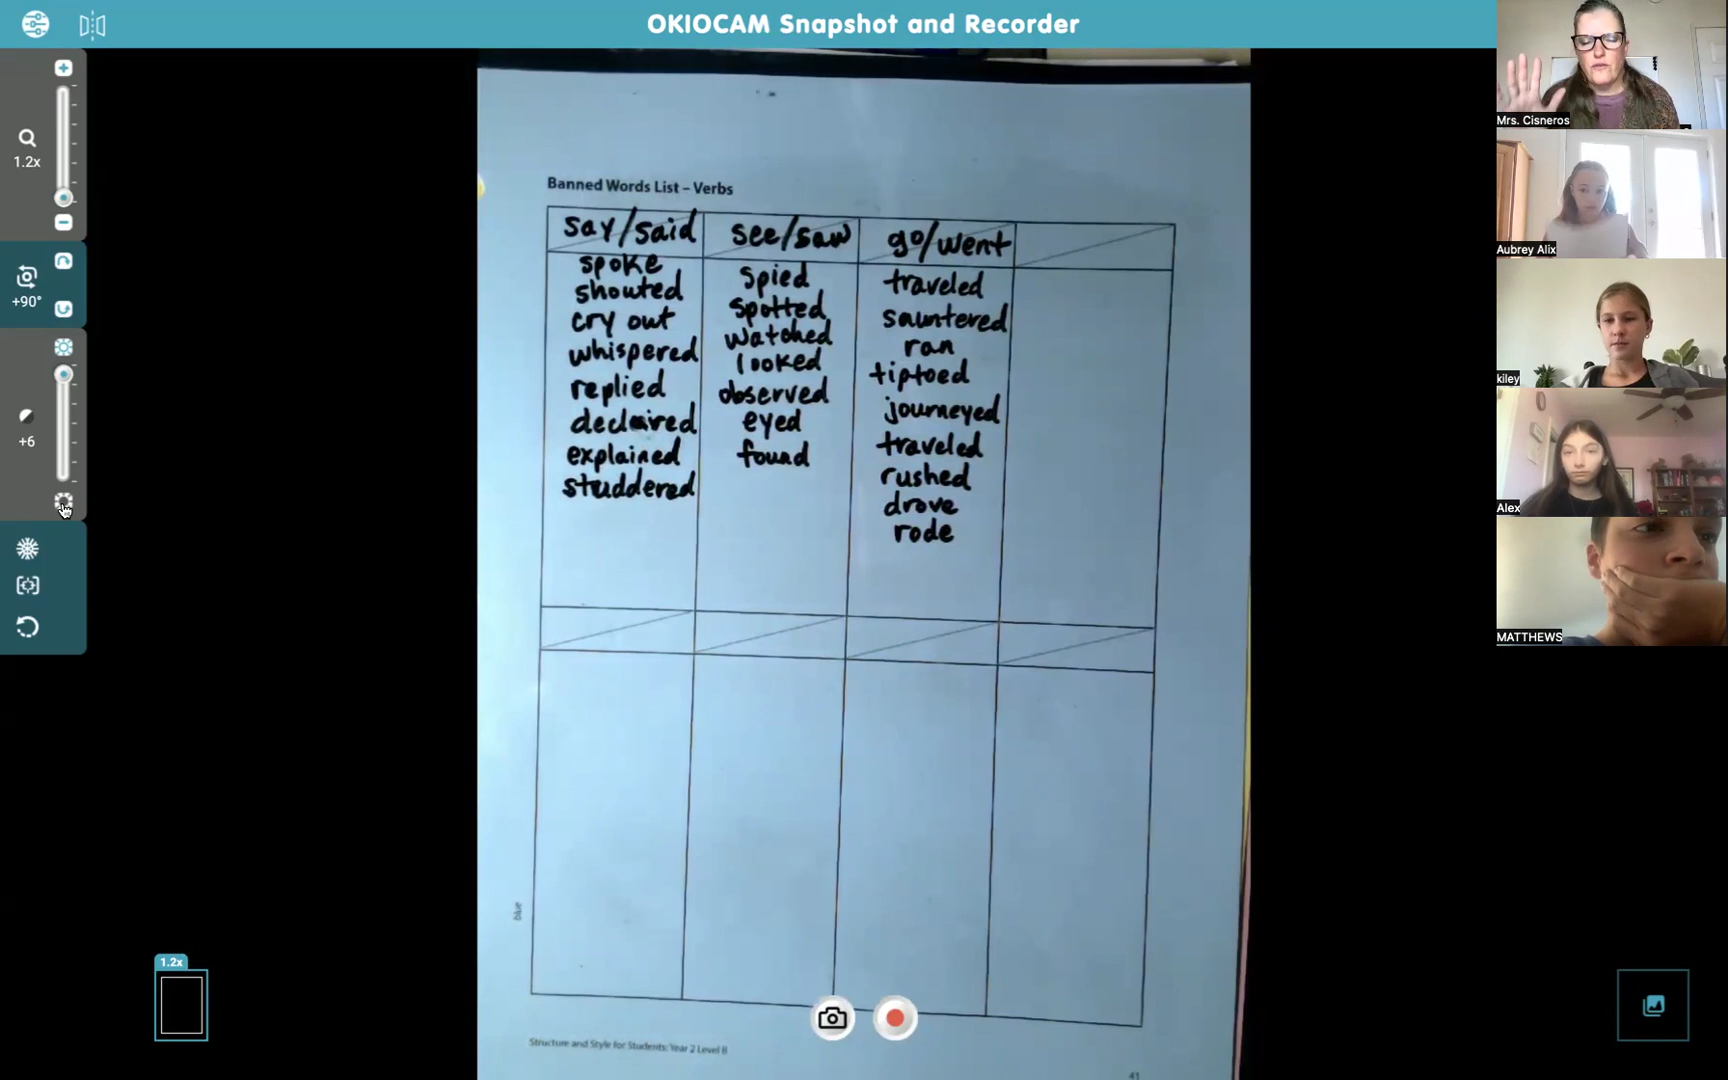 OKIOCAM Snapshot and Recorder
1.2x
+90°
+6
1.2x
Banned Words List – Verbs
say/said
spoke
shouted
cry out
whispered
replied
declaired
explained
studdered
see/saw
spied
spotted
watched
looked
observed
eyed
found
go/went
traveled
sauntered
ran
tiptoed
journeyed
traveled
rushed
drove
rode
blue
Structure and Style for Students: Year 2 Level B
41
Mrs. Cisneros
Aubrey Alix
kiley
Alex
MATTHEWS